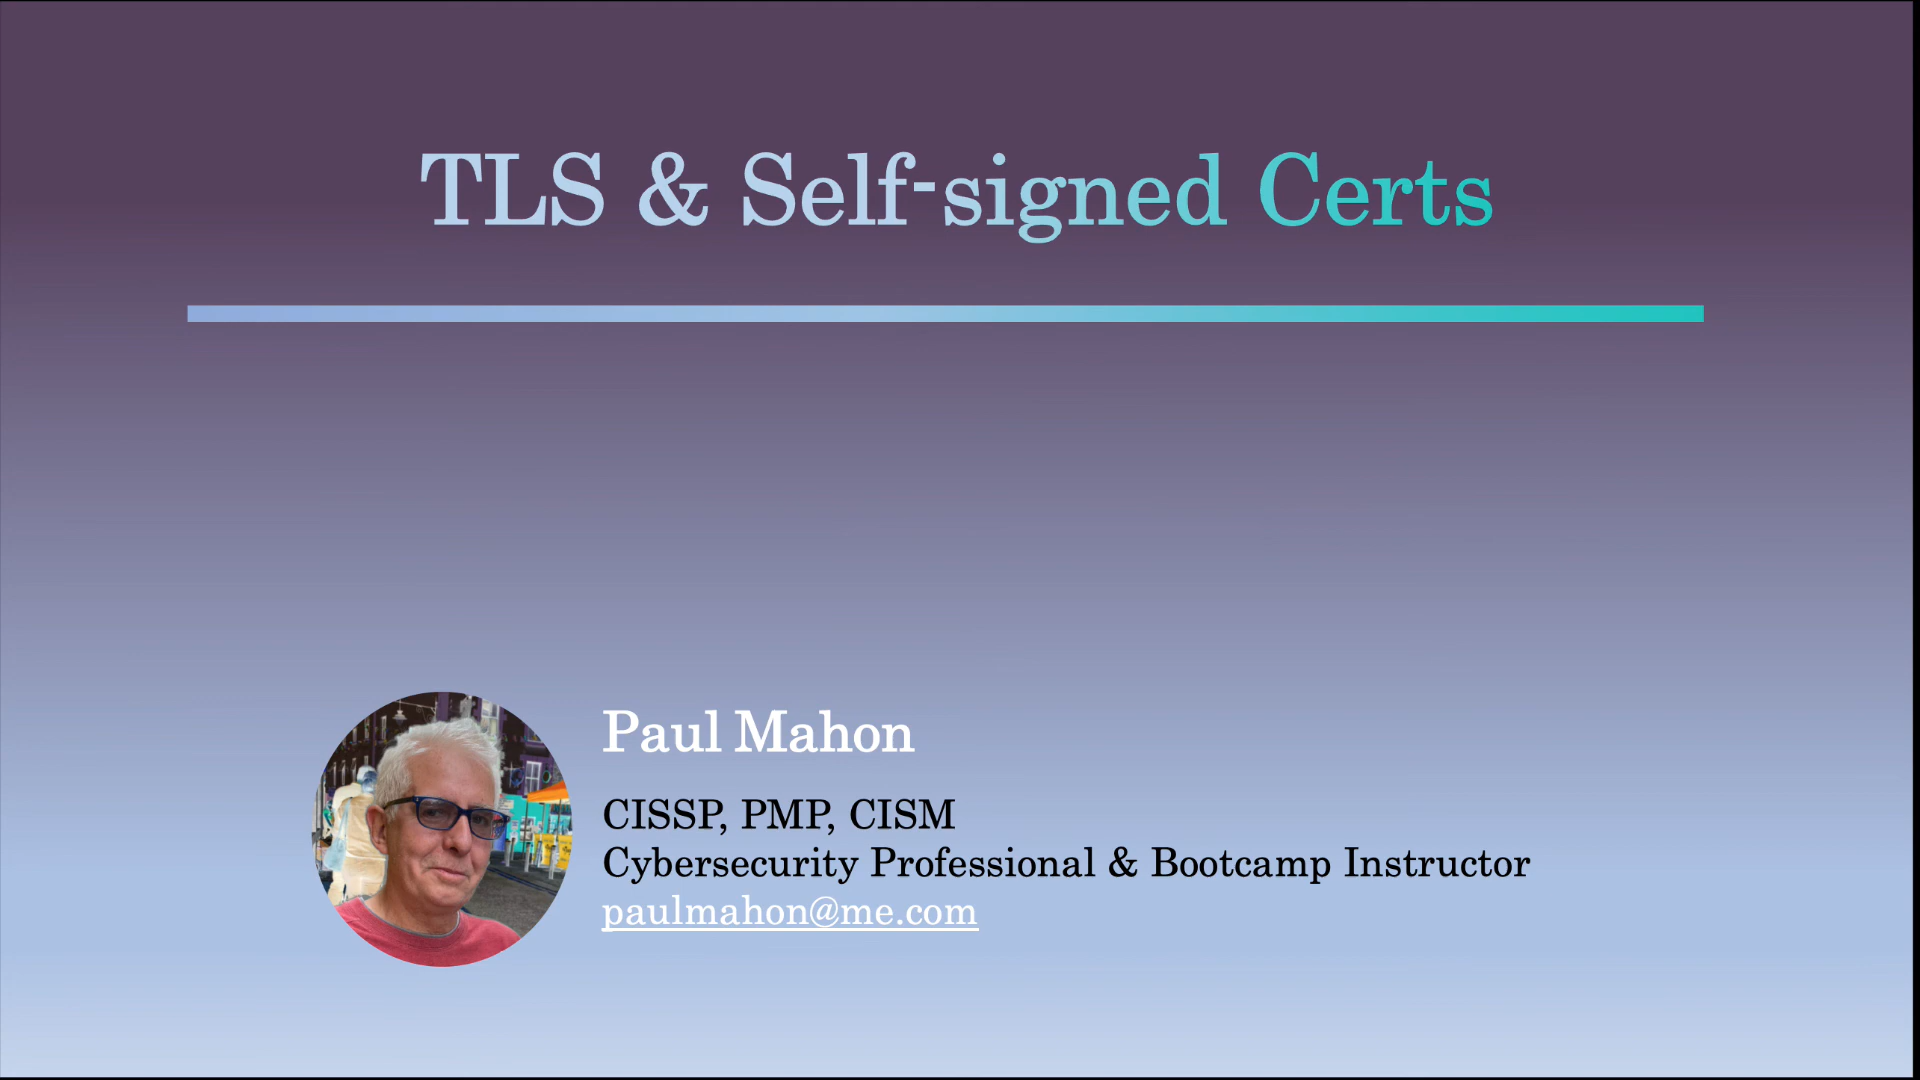 TLS & Self-signed Certs
Paul Mahon
CISSP, PMP, CISM
Cybersecurity Professional & Bootcamp Instructor
paulmahon@me.com